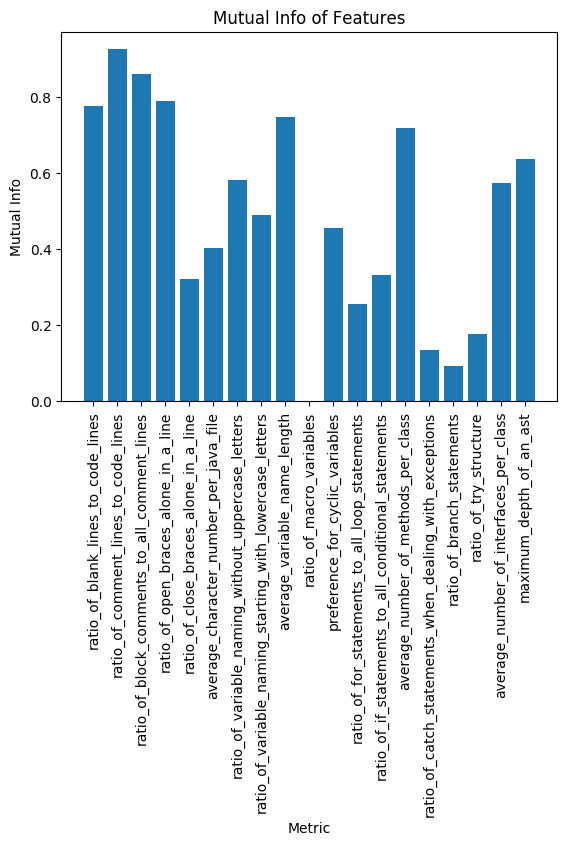 Mutual Info of Features
Mutual Info
0.8
0.6
0.4
0.2
0.0
ratio_of_blank_lines_to_code_lines
ratio_of_comment_lines_to_code_lines
ratio_of_block_comments_to_all_comment_lines
ratio_of_open_braces_alone_in_a_line
ratio_of_close_braces_alone_in_a_line
average_character_number_per_java_file
ratio_of_variable_naming_without_uppercase_letters
ratio_of_variable_naming_starting_with_lowercase_letters
average_variable_name_length
ratio_of_macro_variables
preference_for_cyclic_variables
ratio_of_for_statements_to_all_loop_statements
ratio_of_if_statements_to_all_conditional_statements
average_number_of_methods_per_class
ratio_of_catch_statements_when_dealing_with_exceptions
ratio_of_branch_statements
ratio_of_try_structure
average_number_of_interfaces_per_class
maximum_depth_of_an_ast
Metric